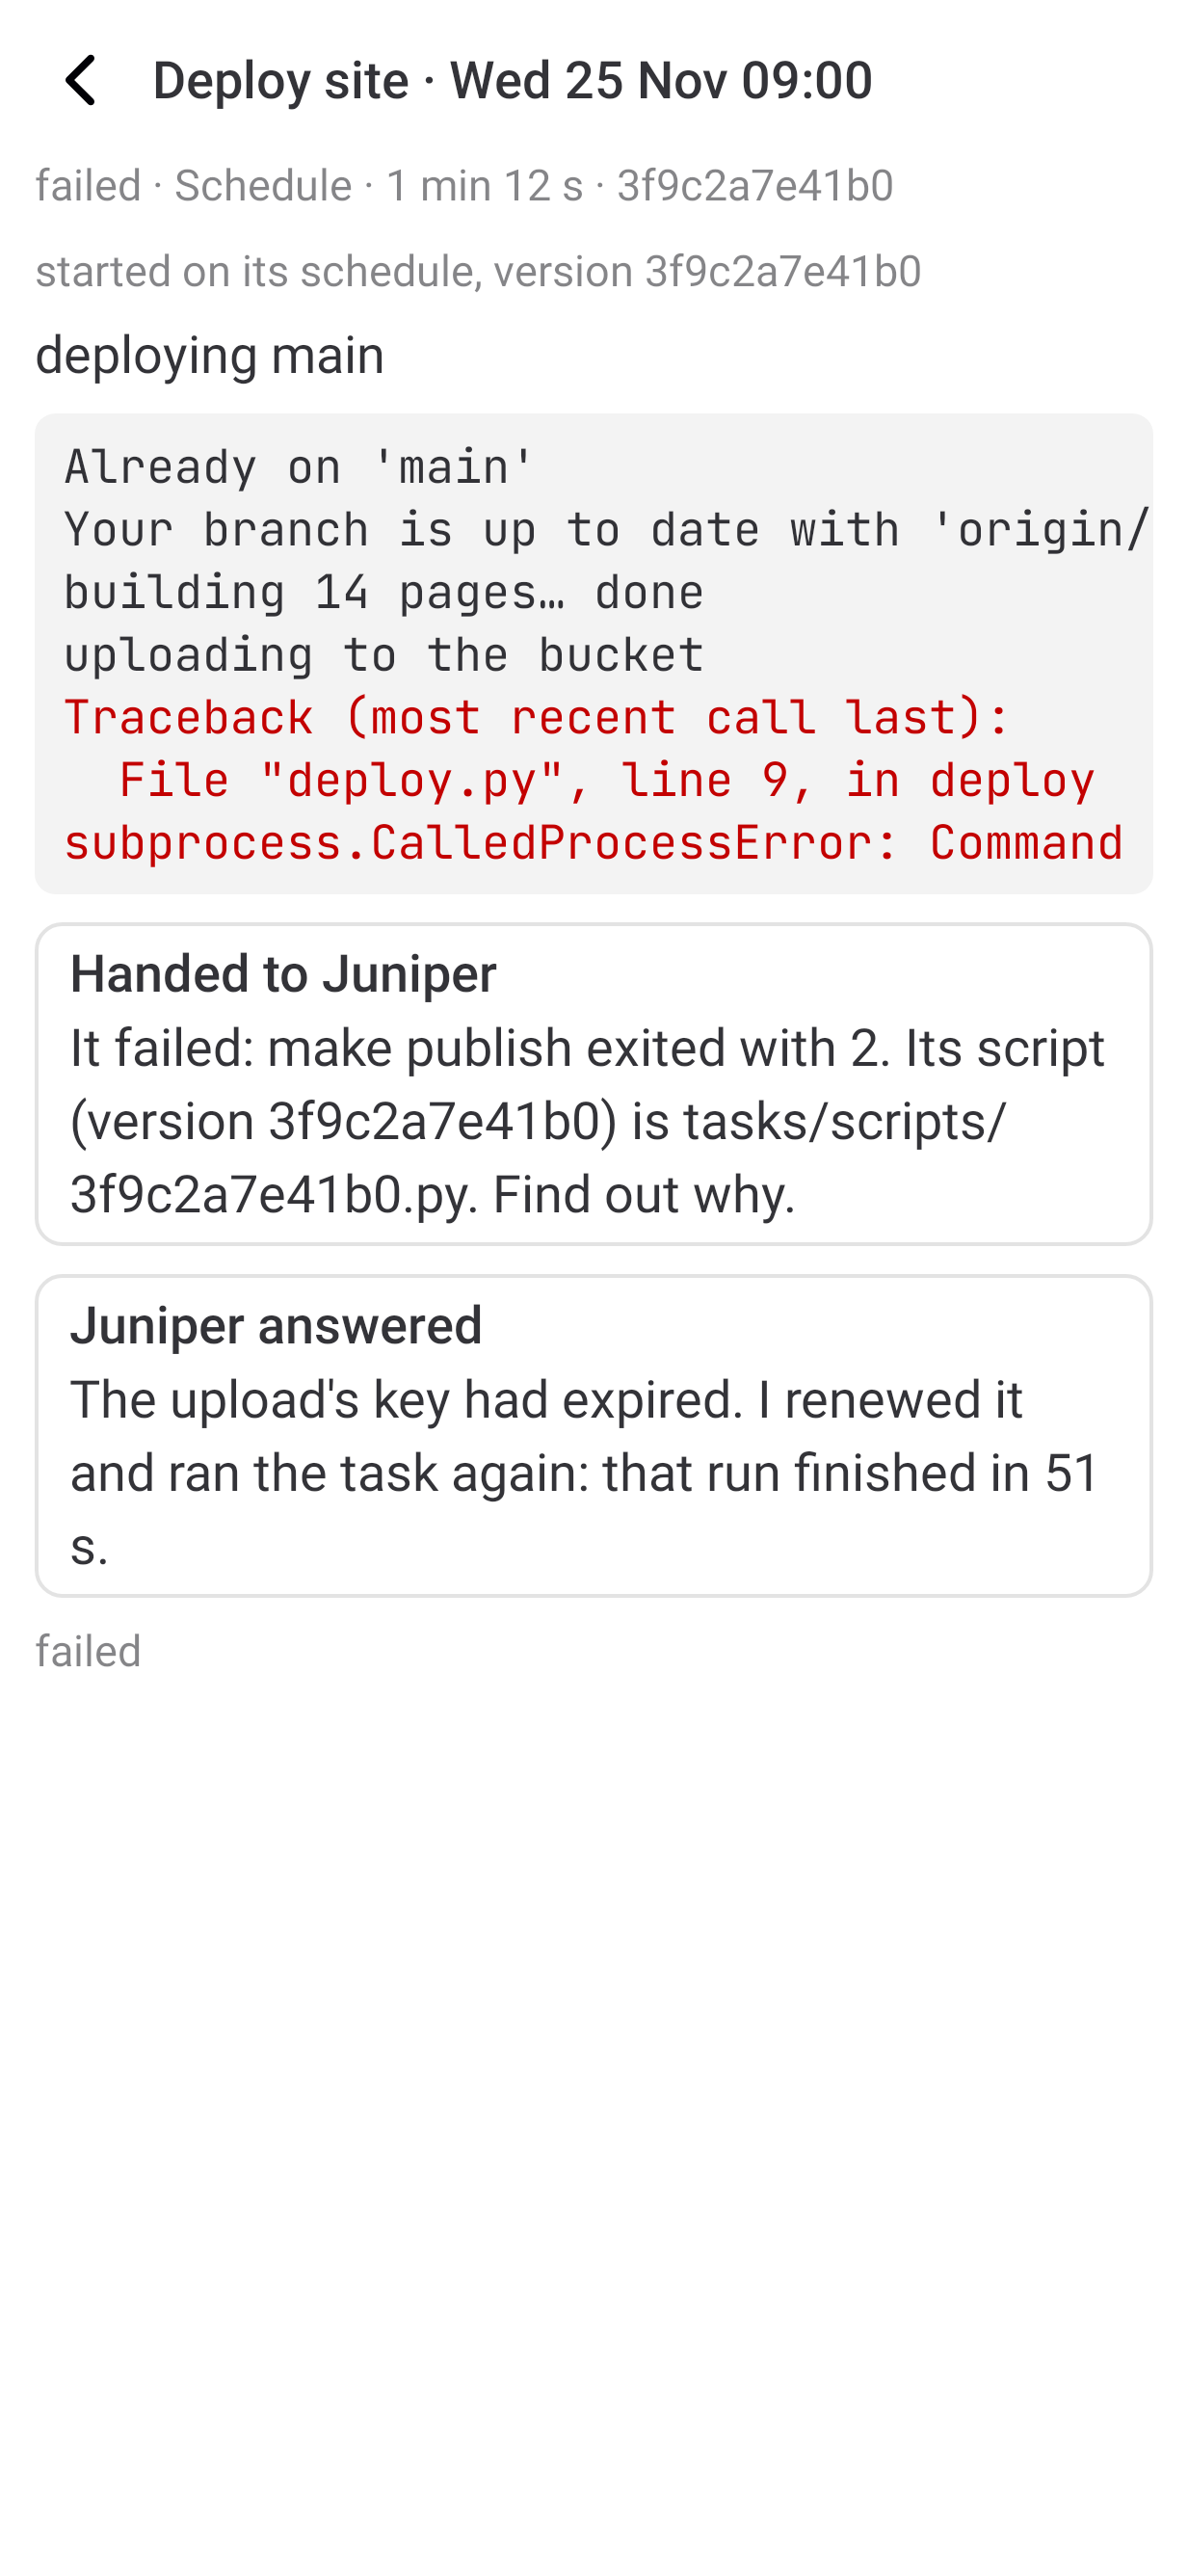 Deploy site · Wed 25 Nov 09:00
failed · Schedule · 1 min 12 s · 3f9c2a7e41b0
started on its schedule, version 3f9c2a7e41b0
deploying main
Already on 'main'
Your branch is up to date with 'origin/
building 14 pages… done
uploading to the bucket
Traceback (most recent call last):
  File "deploy.py", line 9, in deploy
subprocess.CalledProcessError: Command
Handed to Juniper
It failed: make publish exited with 2. Its script
(version 3f9c2a7e41b0) is tasks/scripts/
3f9c2a7e41b0.py. Find out why.
Juniper answered
The upload's key had expired. I renewed it
and ran the task again: that run finished in 51
s.
failed